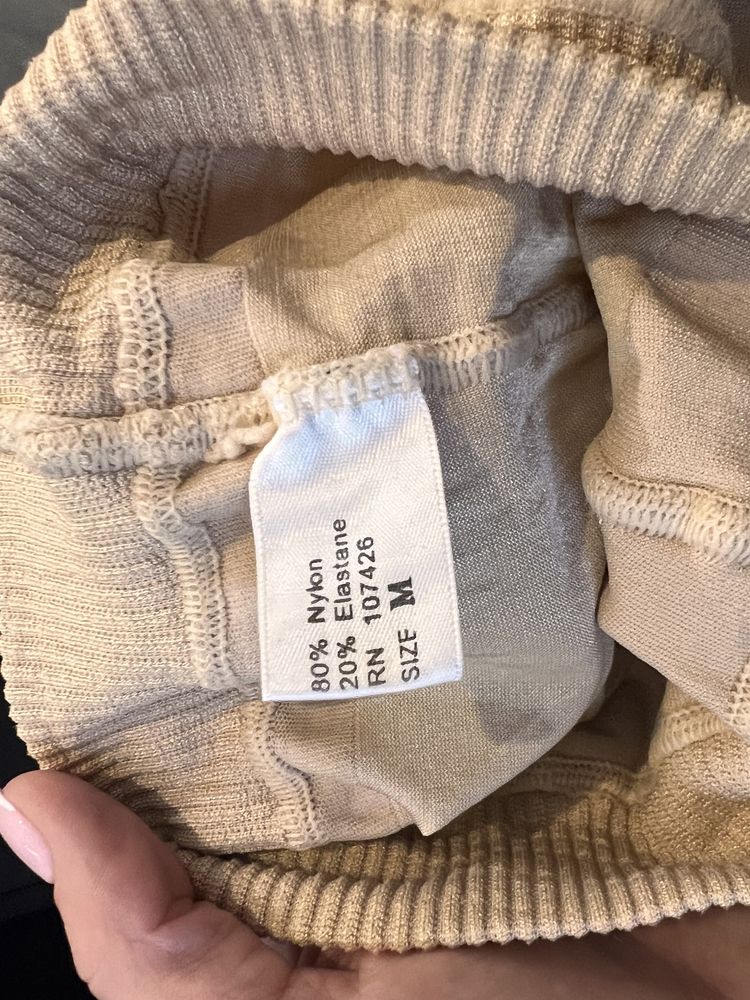 80% Nylon
20% Elastane
RN 107426
SIZE M